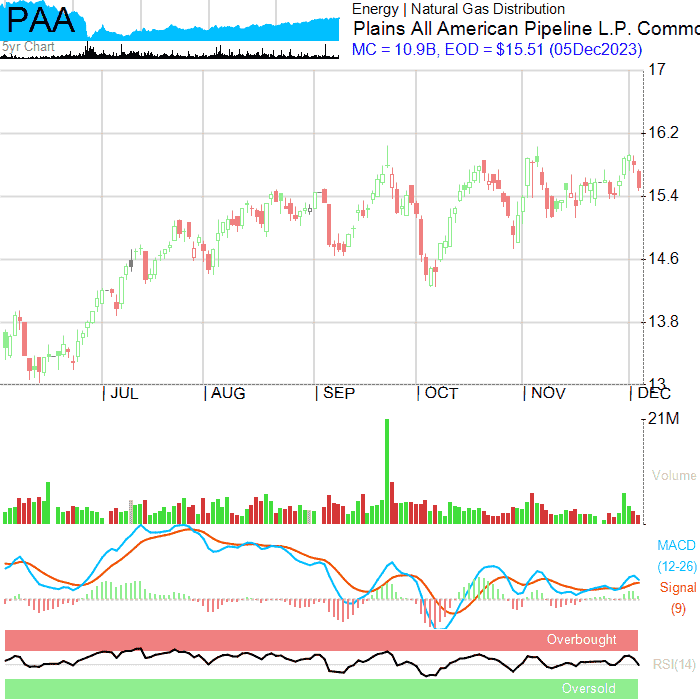 PAA
5yr Chart
Energy | Natural Gas Distribution
Plains All American Pipeline L.P. Commo
MC = 10.9B, EOD = $15.51 (05Dec2023)
17
16.2
15.4
14.6
13.8
13
JUL
AUG
SEP
OCT
NOV
DEC
21M
Volume
MACD
(12-26)
Signal
(9)
Overbought
RSI(14)
Oversold